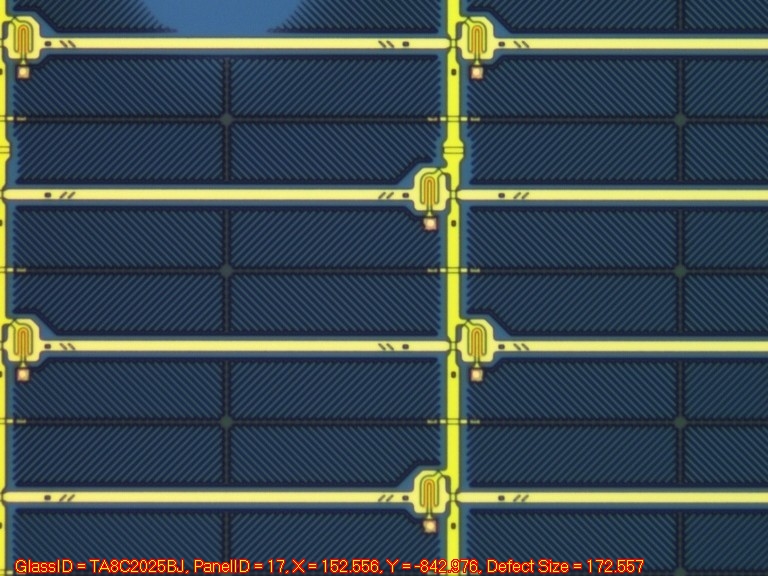 GlassID = TA8C2025BJ, PanelID = 17, X = 152.556, Y = -842.976, Defect Size = 172.557